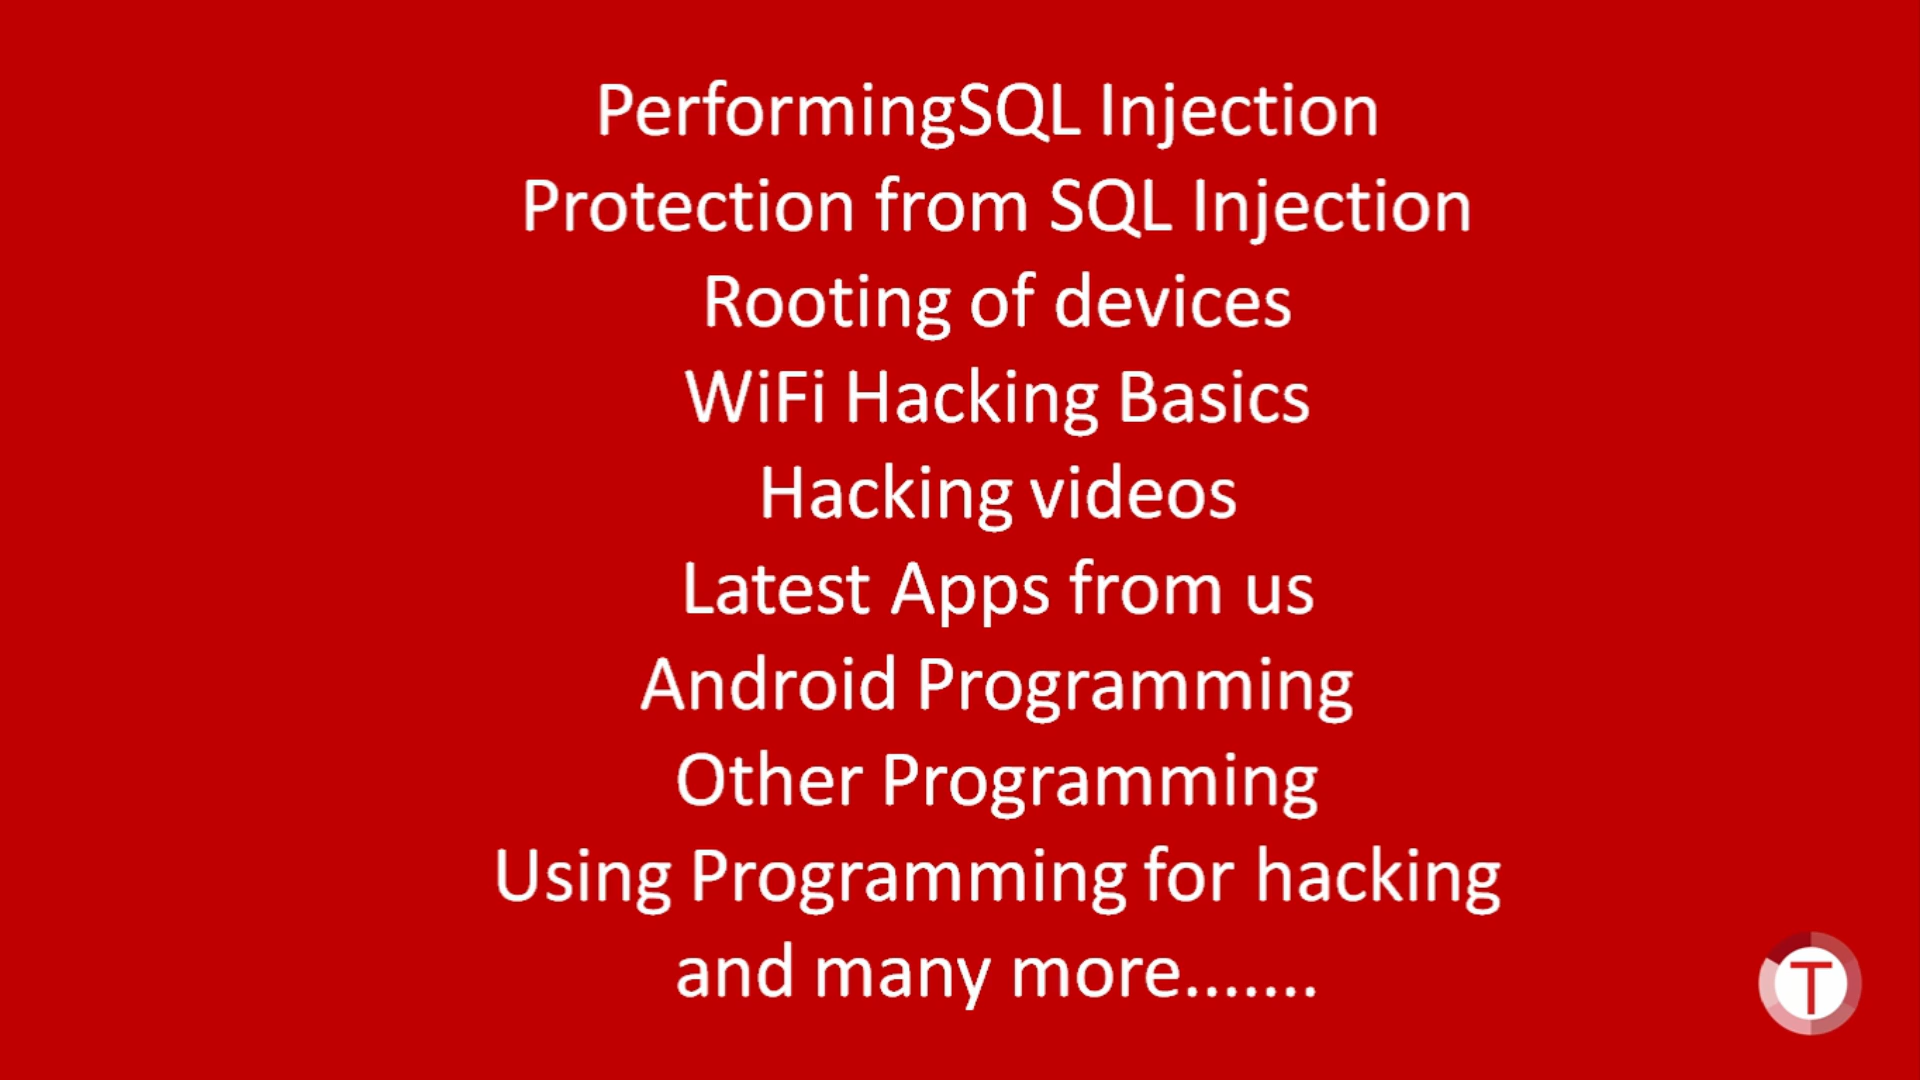 PerformingSQL Injection
Protection from SQL Injection
Rooting of devices
WiFi Hacking Basics
Hacking videos
Latest Apps from us
Android Programming
Other Programming
Using Programming for hacking
and many more.......
T